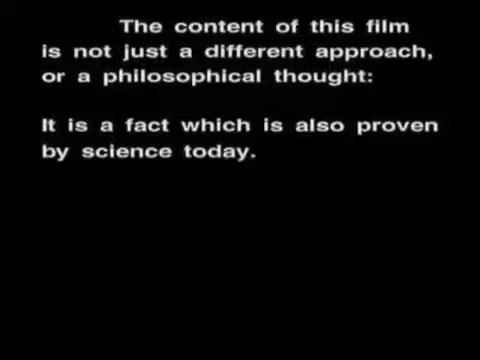 The content of this film
is not just a different approach,
or a philosophical thought:
It is a fact which is also proven
by science today.